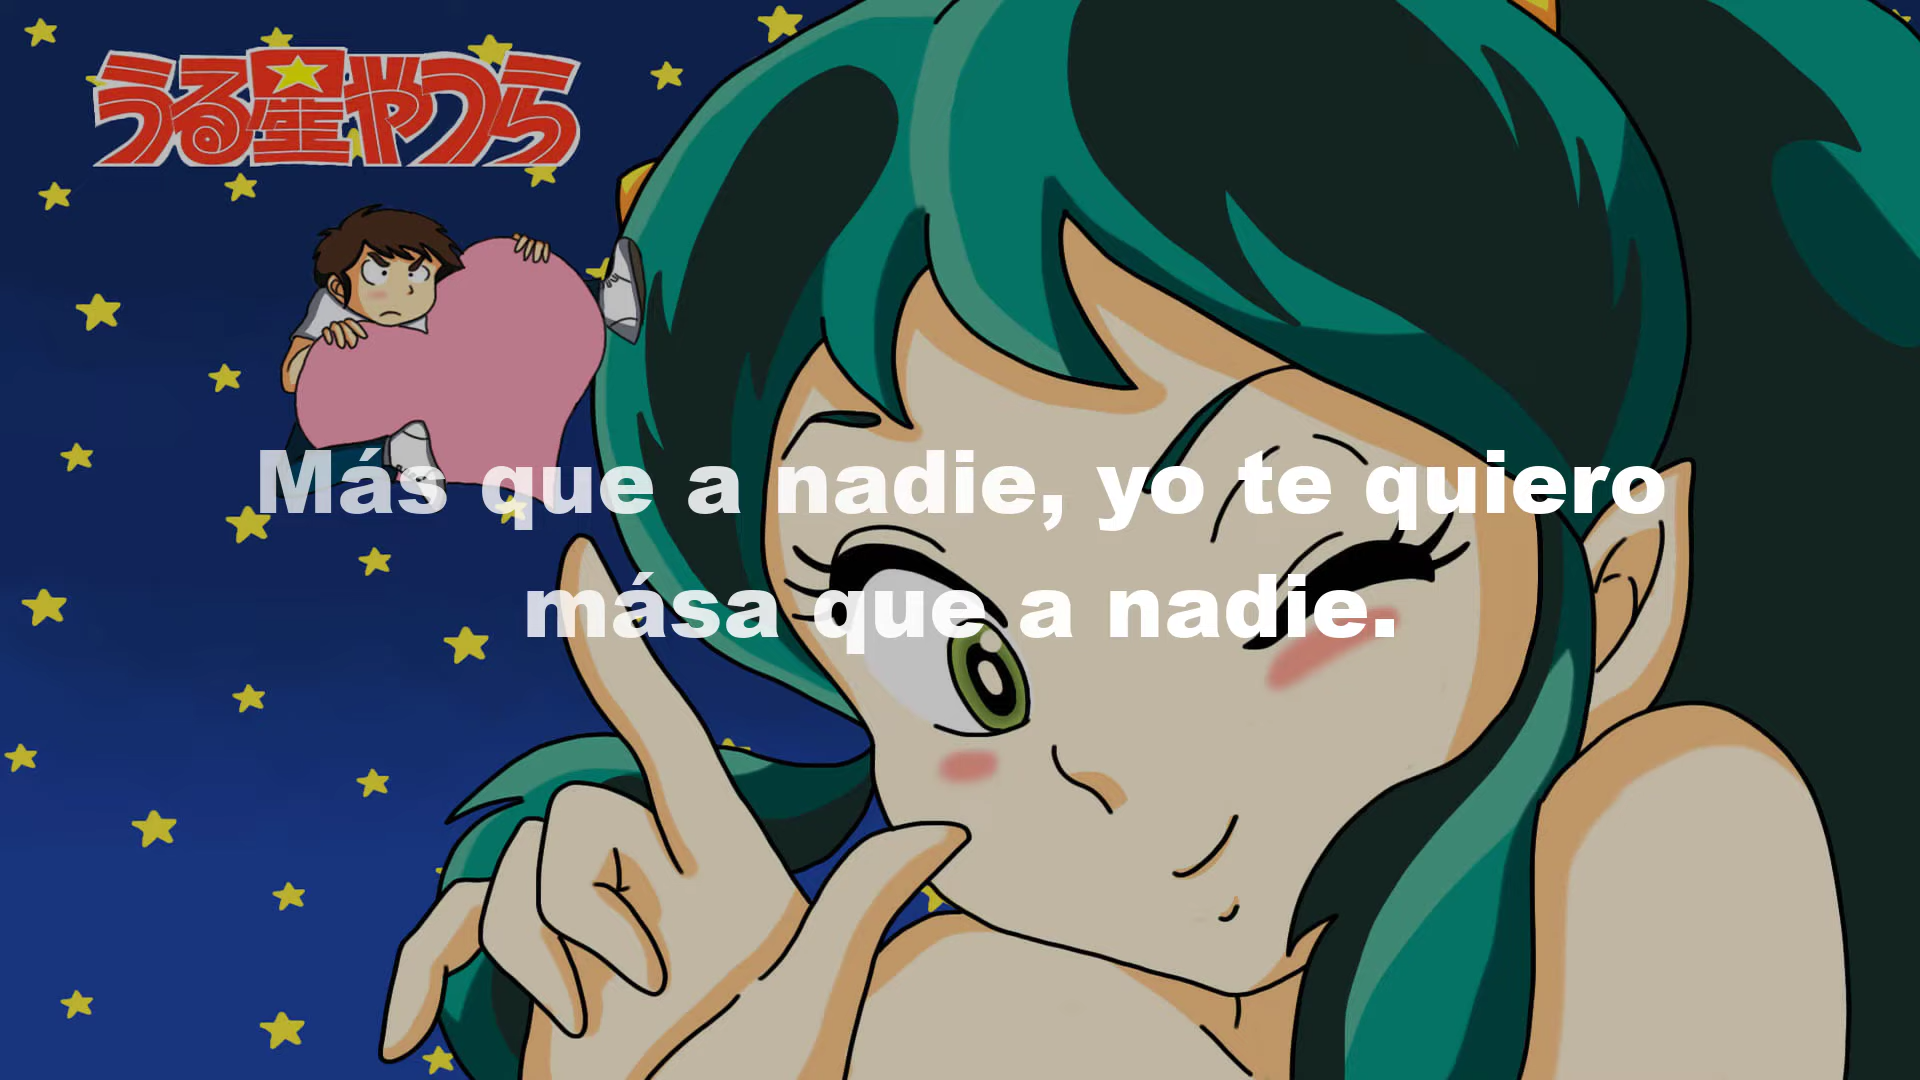 うる星やつら
Más que a nadie, yo te quiero
mása que a nadie.